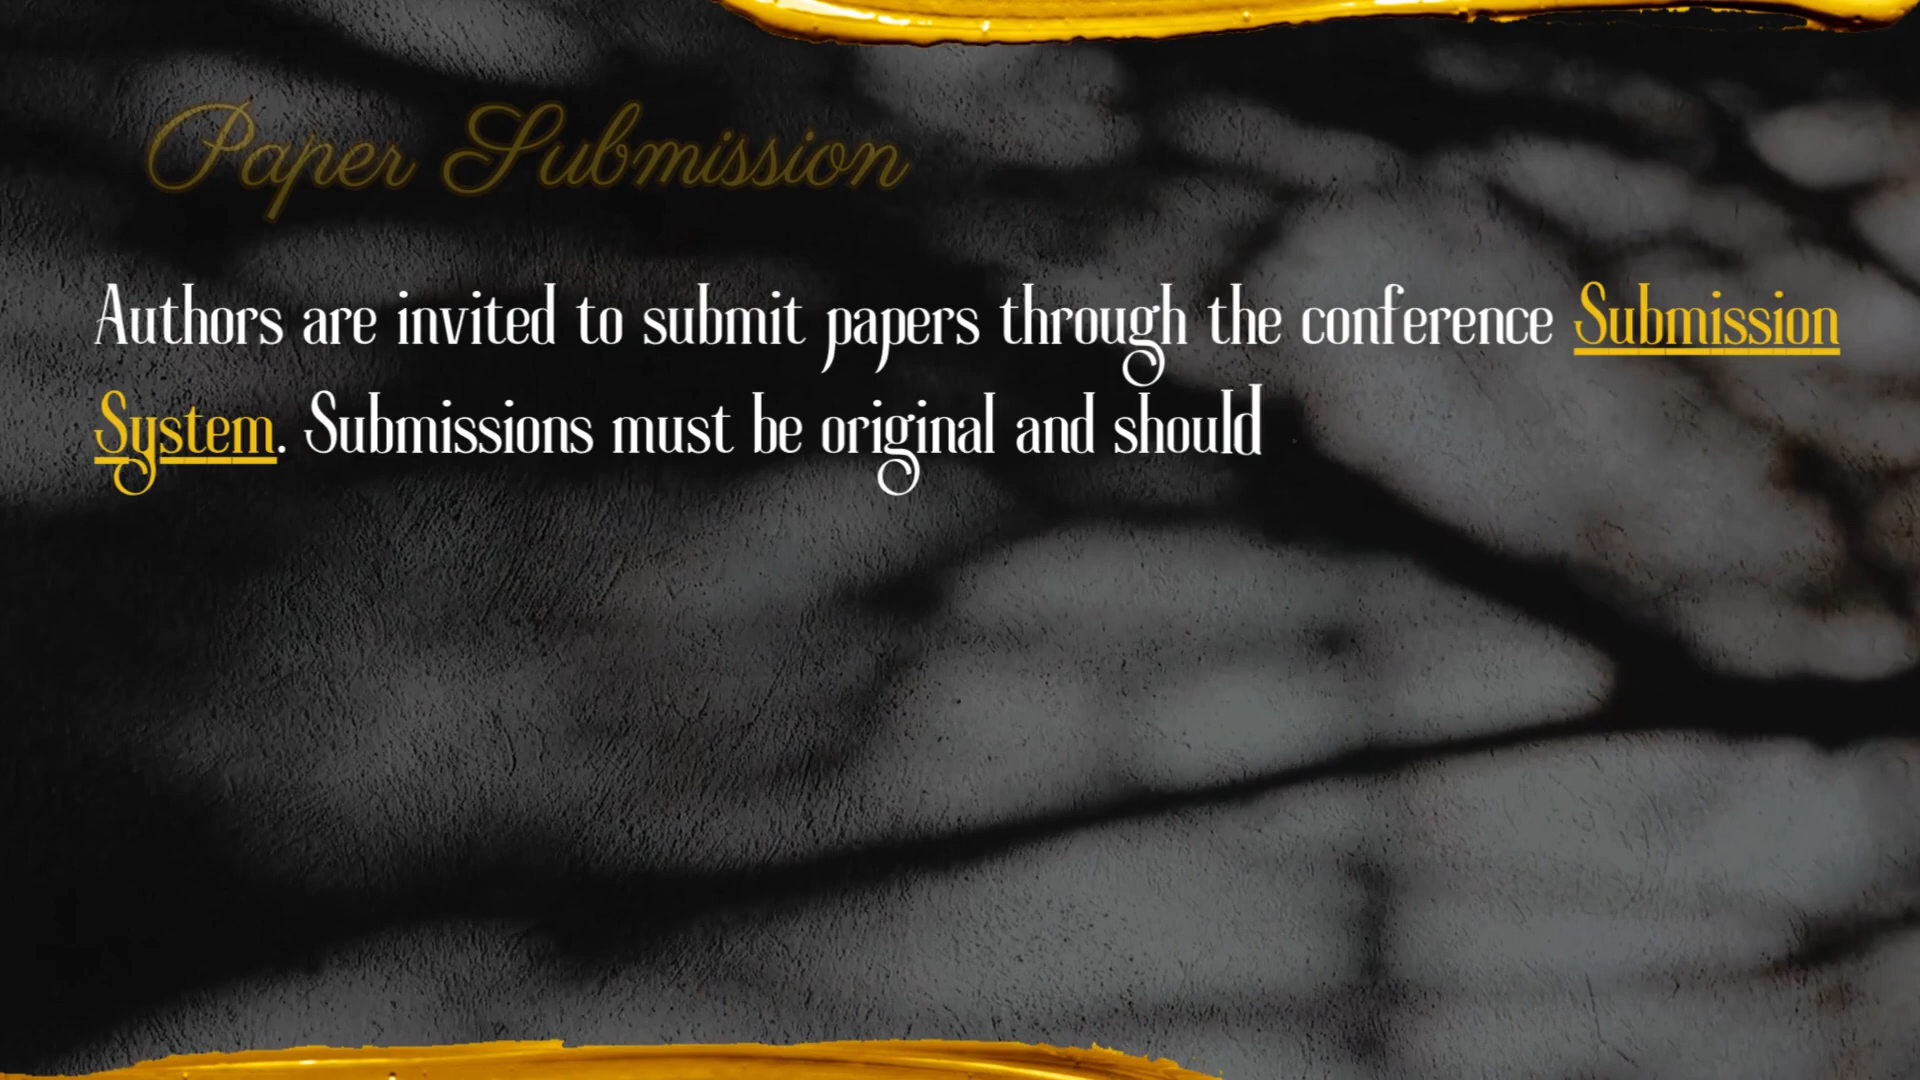 Paper Submission
Authors are invited to submit papers through the conference Submission
System. Submissions must be original and should